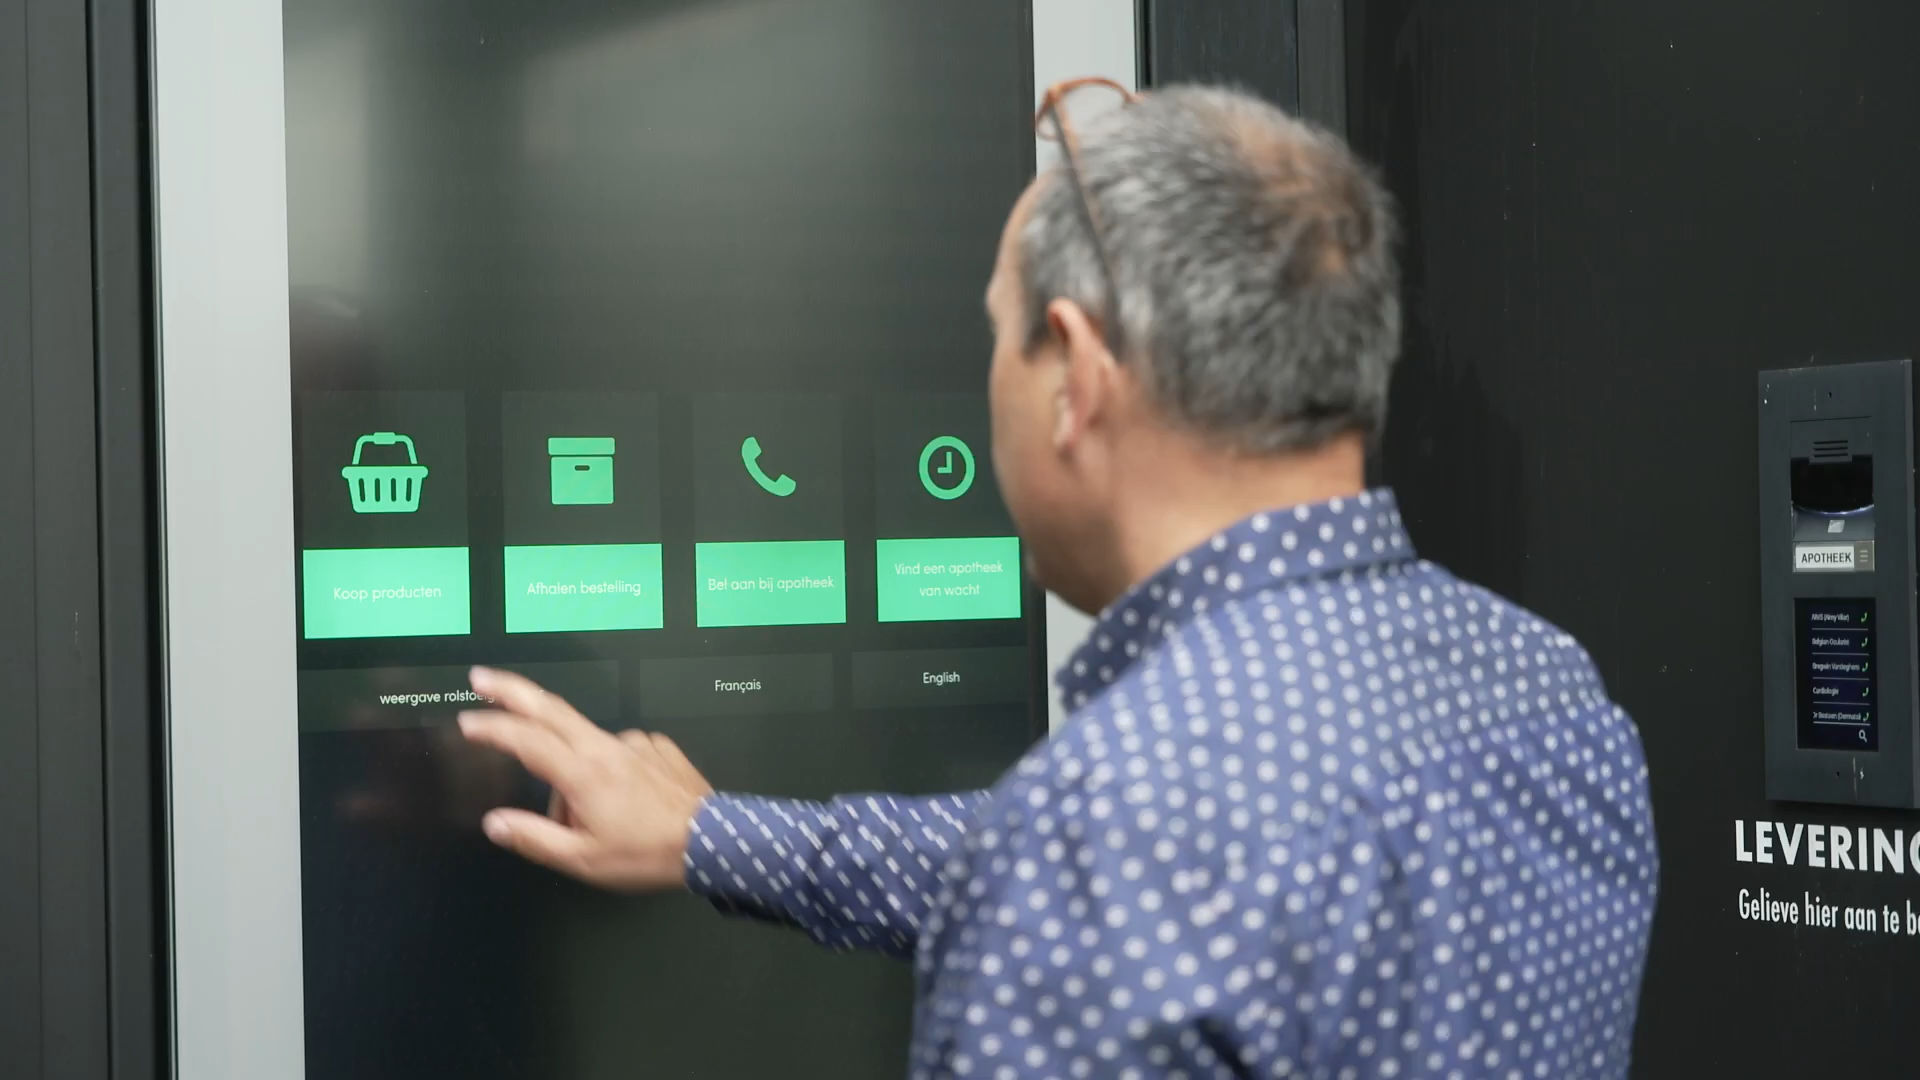 Koop producten
Afhalen bestelling
Bel aan bij apotheek
Vind een apotheek
van wacht
weergave
Français
English
APOTHEEK
Cardiologie
LEVERING
Gelieve hier aan te